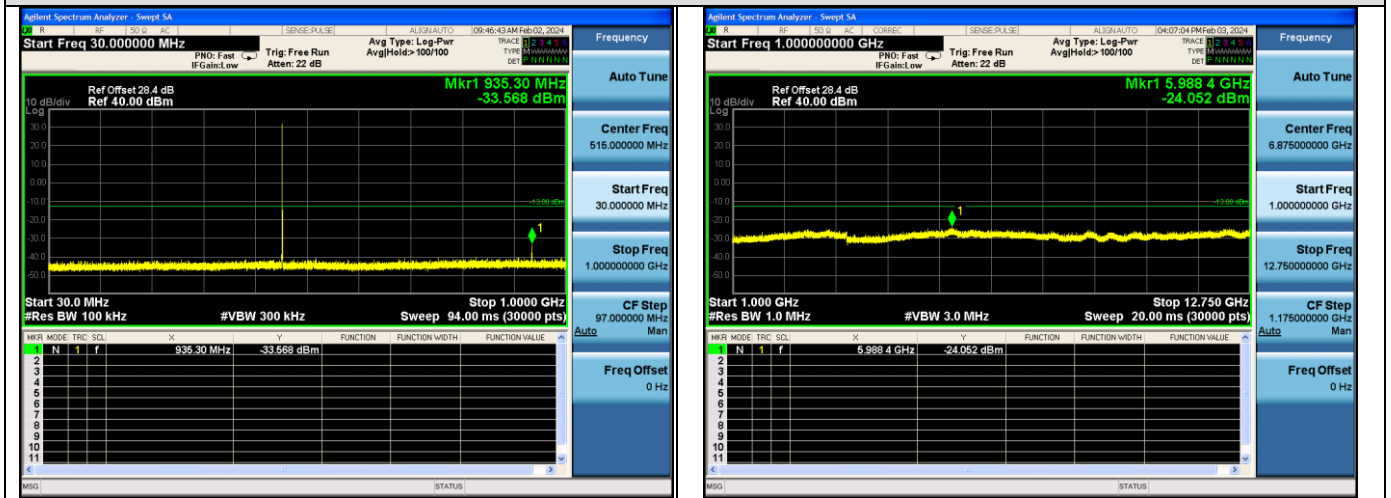 Agilent Spectrum Analyzer - Swept SA
R RF 50 Ω AC SENSE:PULSE ALIGNAUTO 09:46:43 AM Feb 02, 2024
Start Freq 30.000000 MHz
PNO: Fast
IFGain:Low
Trig: Free Run
Atten: 22 dB
Avg Type: Log-Pwr
Avg|Hold:>100/100
TRACE 1 2 3 4 5 6
TYPE
DET P N N N N N
Mkr1 935.30 MHz
-33.568 dBm
Ref Offset 28.4 dB
10 dB/div Ref 40.00 dBm
Log
30.0
20.0
10.0
0.00
-10.0
-13.00 dBm
-20.0
-30.0
-40.0
-50.0
1
Start 30.0 MHz Stop 1.0000 GHz
#Res BW 100 kHz #VBW 300 kHz Sweep 94.00 ms (30000 pts)
MKR MODE TRC SCL X Y FUNCTION FUNCTION WIDTH FUNCTION VALUE
1 N 1 f 935.30 MHz -33.568 dBm
2
3
4
5
6
7
8
9
10
11
MSG STATUS
Frequency
Auto Tune
Center Freq
515.000000 MHz
Start Freq
30.000000 MHz
Stop Freq
1.000000000 GHz
CF Step
97.000000 MHz
Auto Man
Freq Offset
0 Hz
Agilent Spectrum Analyzer - Swept SA
R RF 50 Ω AC CORREC SENSE:PULSE ALIGNAUTO 04:07:04 PM Feb 03, 2024
Start Freq 1.000000000 GHz
PNO: Fast
IFGain:Low
Trig: Free Run
Atten: 22 dB
Avg Type: Log-Pwr
Avg|Hold:>100/100
TRACE 1 2 3 4 5 6
TYPE
DET P N N N N N
Mkr1 5.988 4 GHz
-24.052 dBm
Ref Offset 28.4 dB
10 dB/div Ref 40.00 dBm
Log
30.0
20.0
10.0
0.00
-10.0
-13.00 dBm
-20.0
-30.0
-40.0
-50.0
1
Start 1.000 GHz Stop 12.750 GHz
#Res BW 1.0 MHz #VBW 3.0 MHz Sweep 20.00 ms (30000 pts)
MKR MODE TRC SCL X Y FUNCTION FUNCTION WIDTH FUNCTION VALUE
1 N 1 f 5.988 4 GHz -24.052 dBm
2
3
4
5
6
7
8
9
10
11
MSG STATUS
Frequency
Auto Tune
Center Freq
6.875000000 GHz
Start Freq
1.000000000 GHz
Stop Freq
12.750000000 GHz
CF Step
1.175000000 GHz
Auto Man
Freq Offset
0 Hz